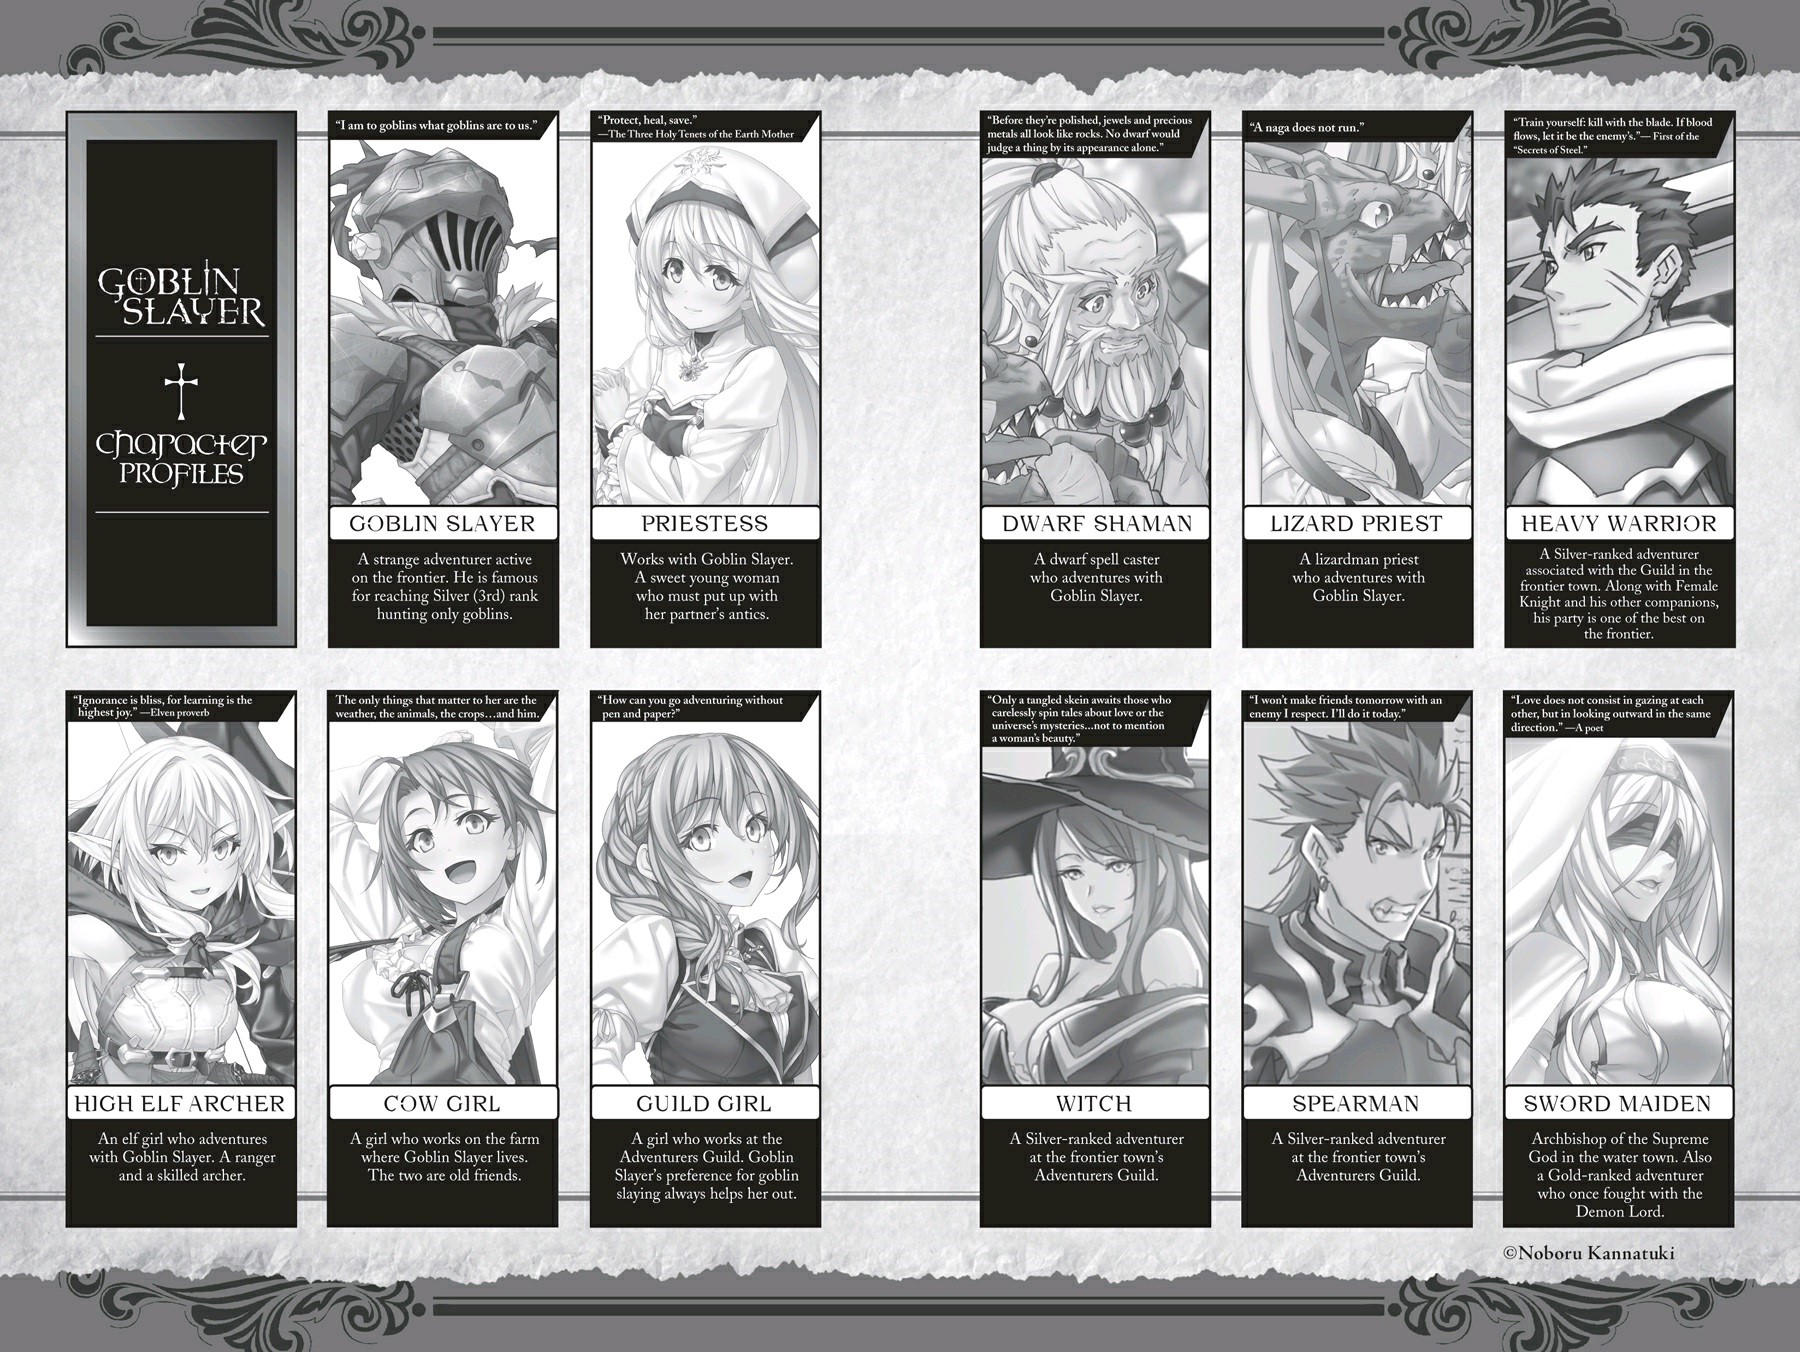 GOBLIN
SLAYER
CHARACTER
PROFILES
“I am to goblins what goblins are to us.”
GOBLIN SLAYER
A strange adventurer active
on the frontier. He is famous
for reaching Silver (3rd) rank
hunting only goblins.
“Protect, heal, save.”
—The Three Holy Tenets of the Earth Mother
PRIESTESS
Works with Goblin Slayer.
A sweet young woman
who must put up with
her partner’s antics.
“Before they’re polished, jewels and precious
metals all look like rocks. No dwarf would
judge a thing by its appearance alone.”
DWARF SHAMAN
A dwarf spell caster
who adventures with
Goblin Slayer.
“A naga does not run.”
LIZARD PRIEST
A lizardman priest
who adventures with
Goblin Slayer.
“Train yourself: kill with the blade. If blood
flows, let it be the enemy’s.”— First of the
“Secrets of Steel.”
HEAVY WARRIOR
A Silver-ranked adventurer
associated with the Guild in the
frontier town. Along with Female
Knight and his other companions,
his party is one of the best on
the frontier.
“Ignorance is bliss, for learning is the
highest joy.” —Elven proverb
HIGH ELF ARCHER
An elf girl who adventures
with Goblin Slayer. A ranger
and a skilled archer.
The only things that matter to her are the
weather, the animals, the crops…and him.
COW GIRL
A girl who works on the farm
where Goblin Slayer lives.
The two are old friends.
“How can you go adventuring without
pen and paper?”
GUILD GIRL
A girl who works at the
Adventurers Guild. Goblin
Slayer’s preference for goblin
slaying always helps her out.
“Only a tangled skein awaits those who
carelessly spin tales about love or the
universe’s mysteries...not to mention
a woman’s beauty.”
WITCH
A Silver-ranked adventurer
at the frontier town’s
Adventurers Guild.
“I won’t make friends tomorrow with an
enemy I respect. I’ll do it today.”
SPEARMAN
A Silver-ranked adventurer
at the frontier town’s
Adventurers Guild.
“Love does not consist in gazing at each
other, but in looking outward in the same
direction.” —A poet
SWORD MAIDEN
Archbishop of the Supreme
God in the water town. Also
a Gold-ranked adventurer
who once fought with the
Demon Lord.
©Noboru Kannatuki